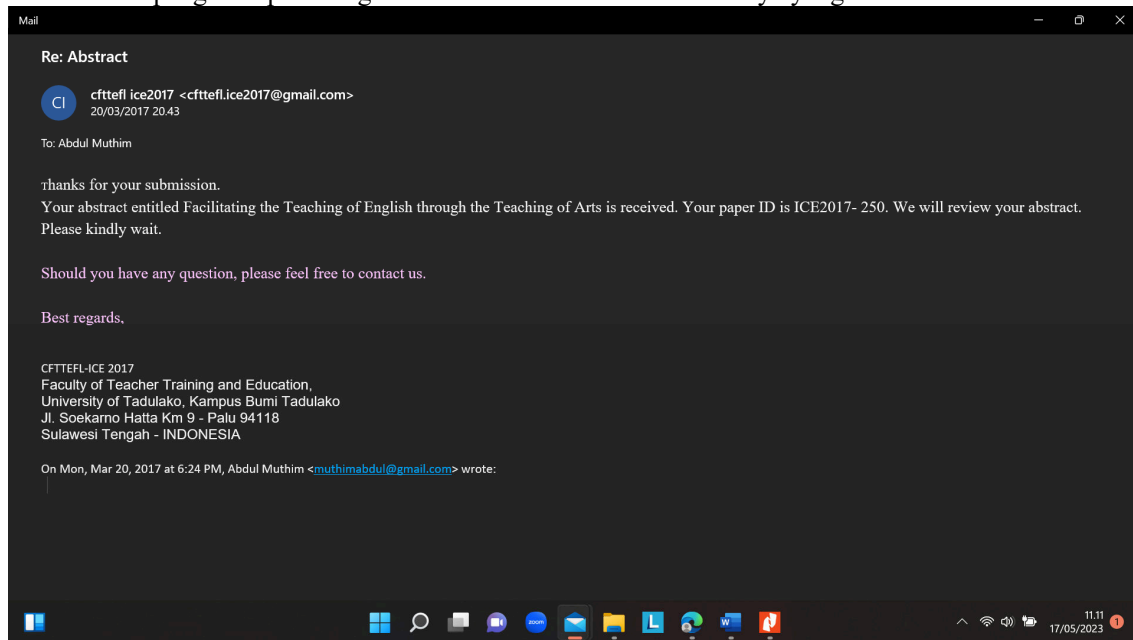 Mail
Re: Abstract
CI
cfttefl ice2017 <cfttefl.ice2017@gmail.com>
20/03/2017 20.43
To: Abdul Muthim
Thanks for your submission.
Your abstract entitled Facilitating the Teaching of English through the Teaching of Arts is received. Your paper ID is ICE2017- 250. We will review your abstract.
Please kindly wait.
Should you have any question, please feel free to contact us.
Best regards,
CFTTEFL-ICE 2017
Faculty of Teacher Training and Education,
University of Tadulako, Kampus Bumi Tadulako
Jl. Soekarno Hatta Km 9 - Palu 94118
Sulawesi Tengah - INDONESIA
On Mon, Mar 20, 2017 at 6:24 PM, Abdul Muthim <muthimabdul@gmail.com> wrote:
zoom
L
W
11.11
17/05/2023
1